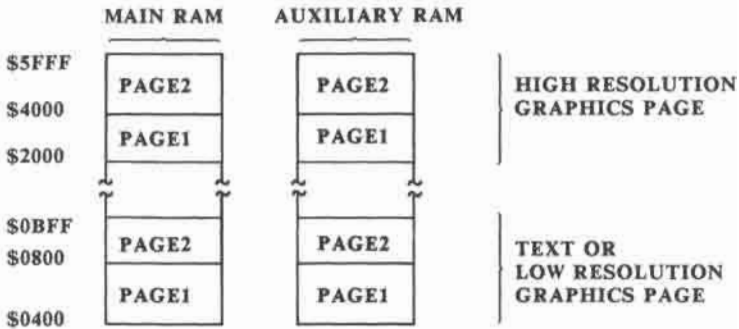 MAIN RAM AUXILIARY RAM
$5FFF
PAGE2 PAGE2 HIGH RESOLUTION
$4000 GRAPHICS PAGE
PAGE1 PAGE1
$2000
$0BFF
PAGE2 PAGE2 TEXT OR
$0800 LOW RESOLUTION
PAGE1 PAGE1 GRAPHICS PAGE
$0400